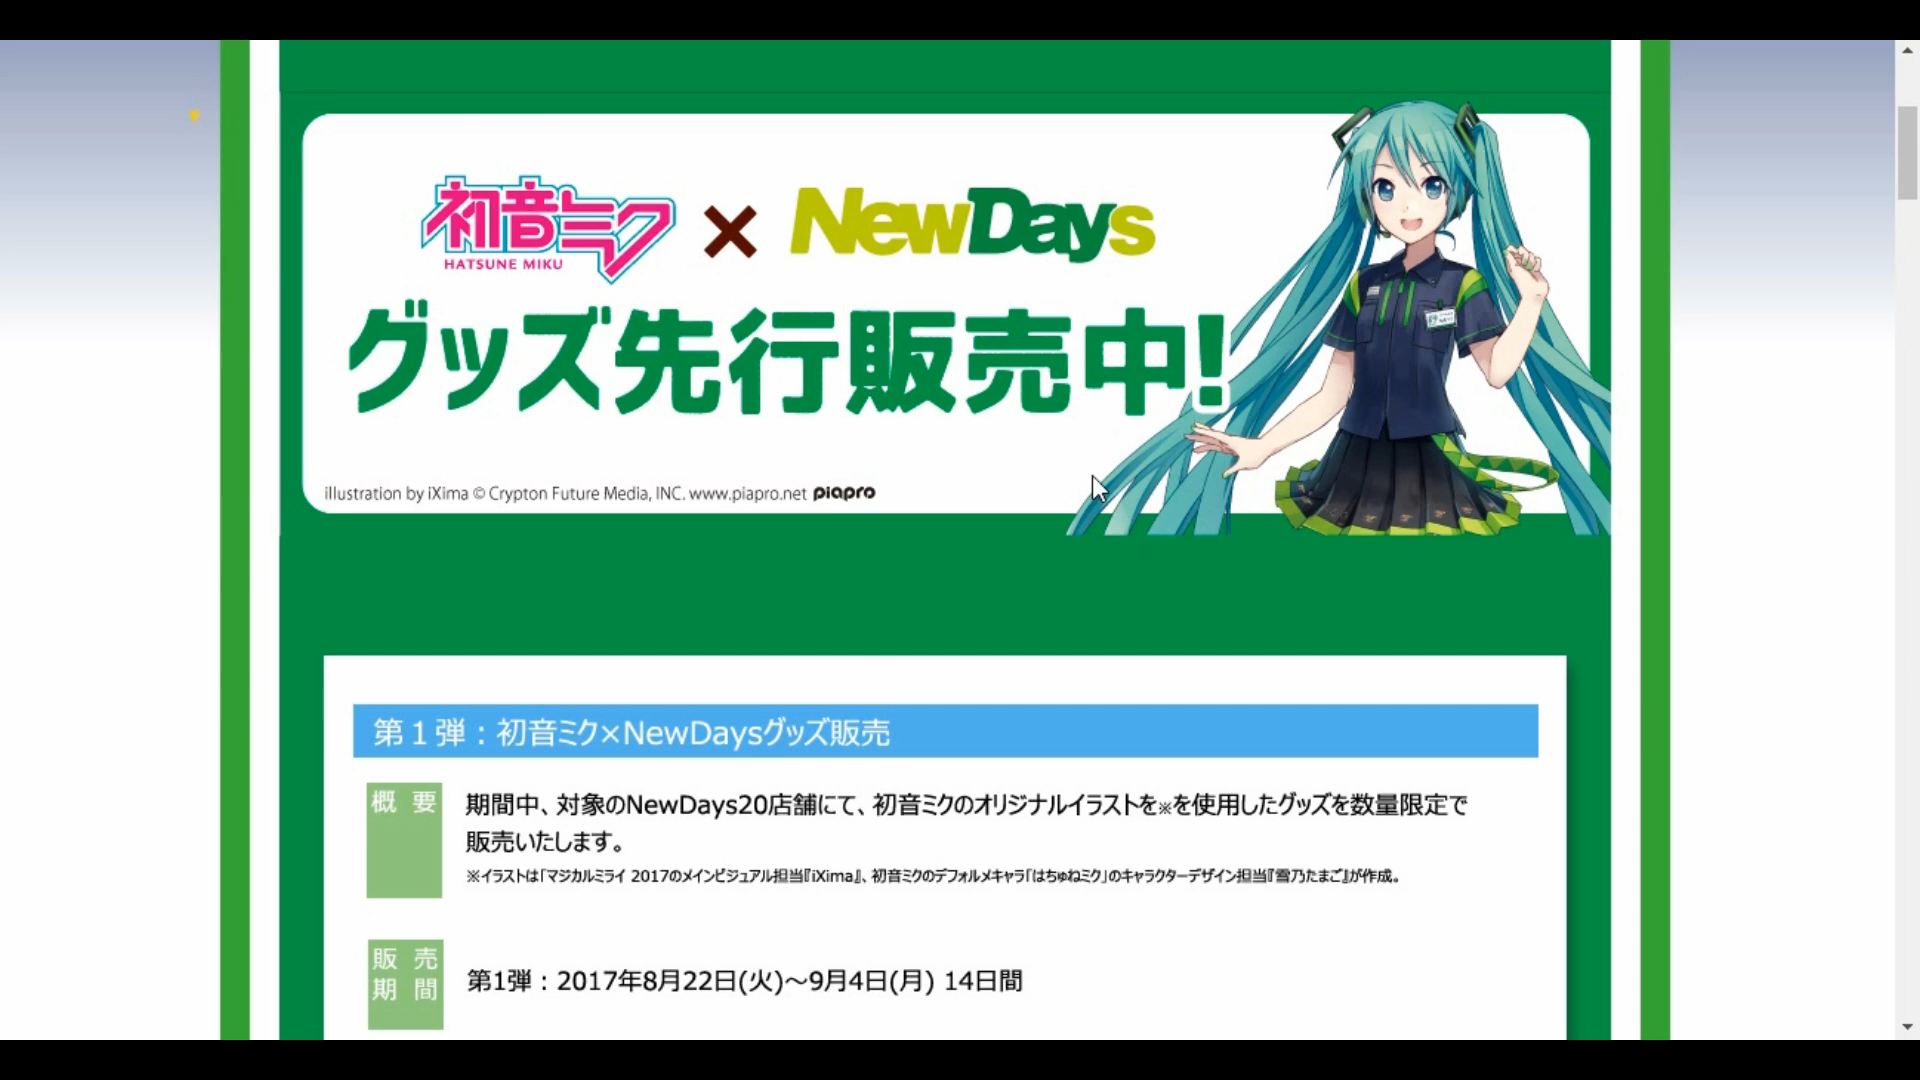 初音ミク
HATSUNE MIKU
×
NewDays
グッズ先行販売中!
illustration by iXima © Crypton Future Media, INC. www.piapro.net piapro
第１弾：初音ミク×NewDaysグッズ販売
概 要
期間中、対象のNewDays20店舗にて、初音ミクのオリジナルイラストを※を使用したグッズを数量限定で
販売いたします。
※イラストは「マジカルミライ 2017のメインビジュアル担当『iXima』、初音ミクのデフォルメキャラ「はちゅねミク」のキャラクターデザイン担当『雪乃たまご』が作成。
販 売
期 間
第1弾：2017年8月22日(火)～9月4日(月) 14日間